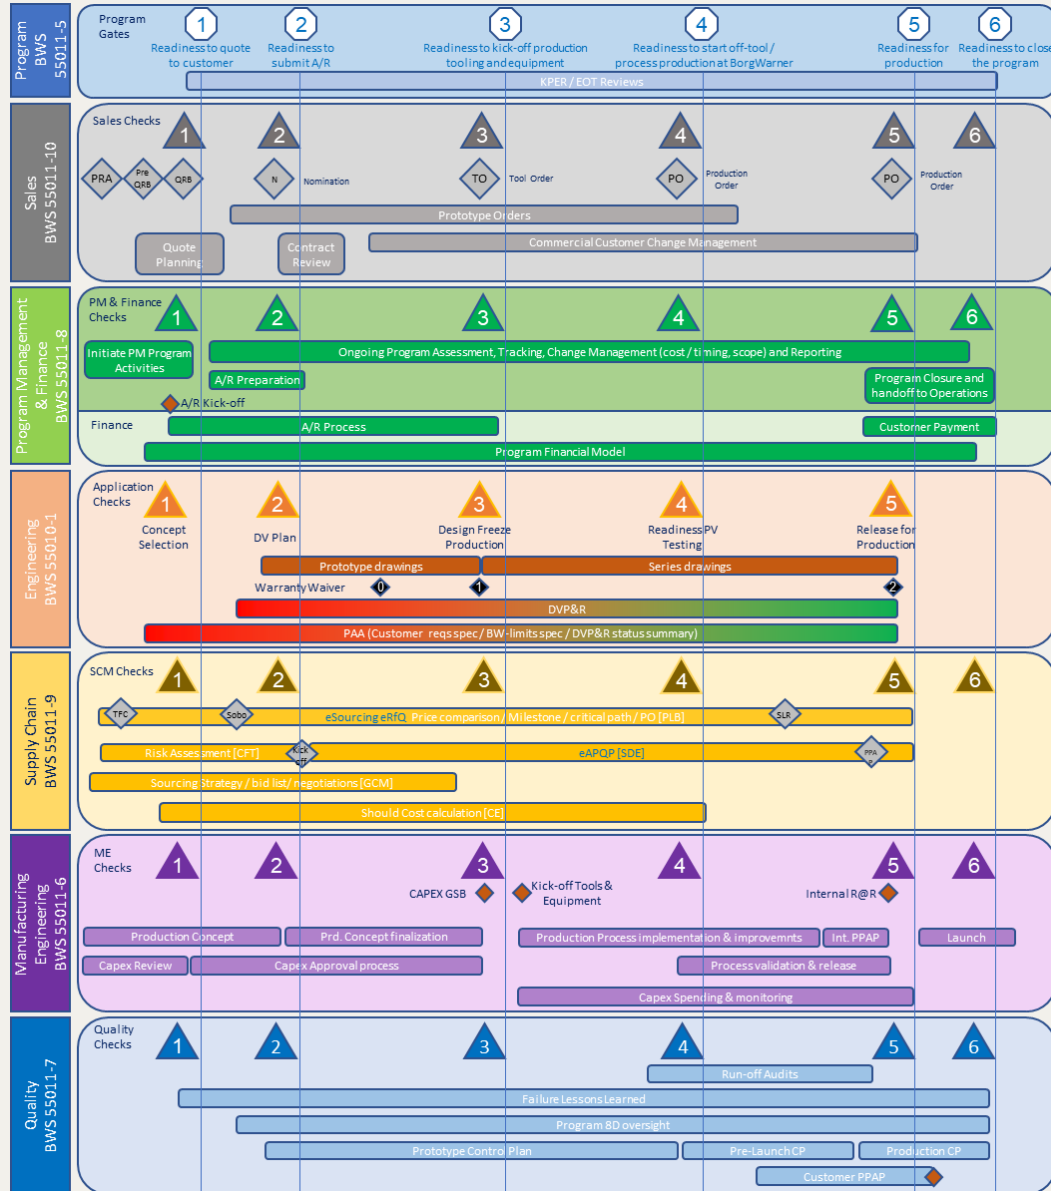 Program
BWS
55011-5
Program
Gates
1
2
3
4
5
6
Readiness to quote
to customer
Readiness to
submit A/R
Readiness to kick-off production
tooling and equipment
Readiness to start off-tool /
process production at BorgWarner
Readiness for
production
Readiness to close
the program
KPER / EOT Reviews
Sales
BWS 55011-10
Sales Checks
1
2
3
4
5
6
PRA
Pre
QRB
QRB
N
Nomination
TO
Tool Order
PO
Production
Order
PO
Production
Order
Prototype Orders
Quote
Planning
Contract
Review
Commercial Customer Change Management
Program Management
& Finance
BWS 55011-8
PM & Finance
Checks
1
2
3
4
5
6
Initiate PM Program
Activities
Ongoing Program Assessment, Tracking, Change Management (cost / timing, scope) and Reporting
A/R Preparation
Program Closure and
handoff to Operations
A/R Kick-off
Finance
A/R Process
Customer Payment
Program Financial Model
Engineering
BWS 55010-1
Application
Checks
1
2
3
4
5
Concept
Selection
DV Plan
Design Freeze
Production
Readiness PV
Testing
Release for
Production
Prototype drawings
Series drawings
Warranty Waiver
0
1
2
DVP&R
PAA (Customer reqs spec / BW-limits spec / DVP&R status summary)
Supply Chain
BWS 55011-9
SCM Checks
1
2
3
4
5
6
TFC
Sobo
eSourcing eRfQ Price comparison / Milestone / critical path / PO [PLB]
SLR
Risk Assessment [CFT]
Kick
off
eAPQP [SDE]
PPA
P
Sourcing Strategy / bid list/ negotiations [GCM]
Should Cost calculation [CE]
Manufacturing
Engineering
BWS 55011-6
ME
Checks
1
2
3
4
5
6
CAPEX GSB
Kick-off Tools &
Equipment
Internal R@R
Production Concept
Prd. Concept finalization
Production Process implementation & improvemnts
Int. PPAP
Launch
Capex Review
Capex Approval process
Process validation & release
Capex Spending & monitoring
Quality
BWS 55011-7
Quality
Checks
1
2
3
4
5
6
Run-off Audits
Failure Lessons Learned
Program 8D oversight
Prototype Control Plan
Pre-Launch CP
Production CP
Customer PPAP